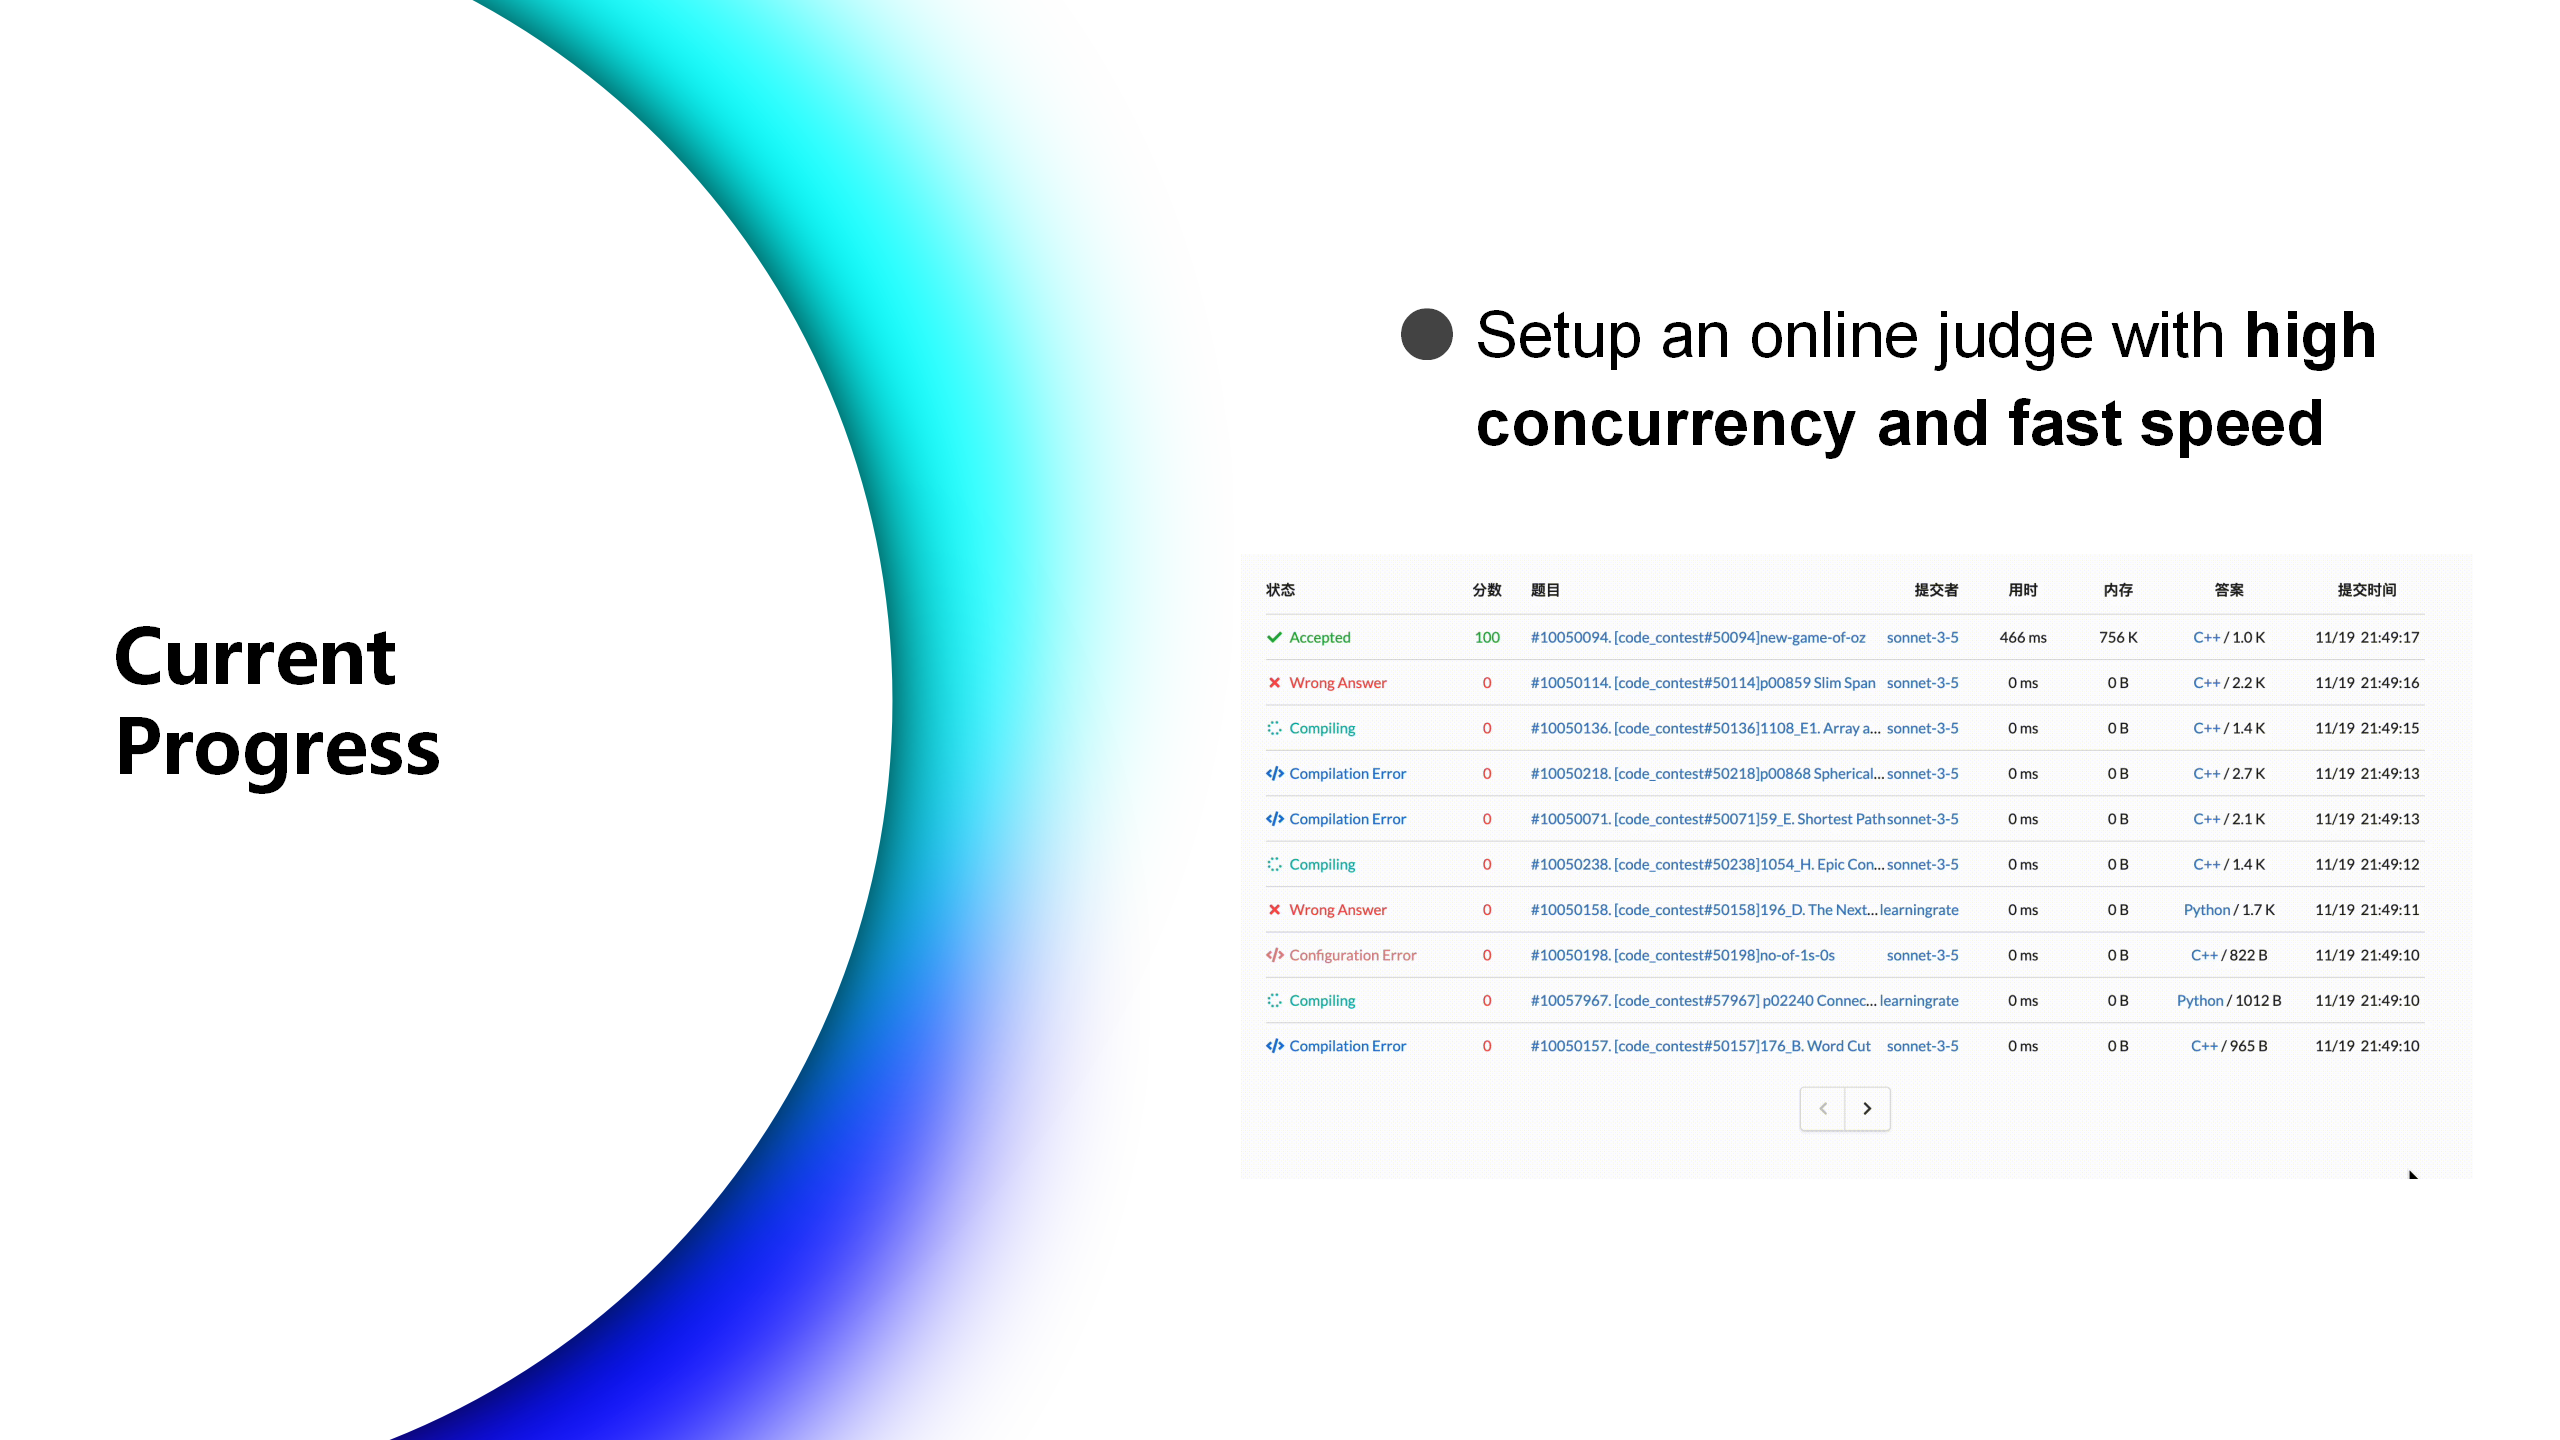 Current
Progress
Setup an online judge with high
concurrency and fast speed
状态 分数 题目 提交者 用时 内存 答案 提交时间
Accepted 100 #10050094. [code_contest#50094]new-game-of-oz sonnet-3-5 466 ms 756 K C++ / 1.0 K 11/19 21:49:17
Wrong Answer 0 #10050114. [code_contest#50114]p00859 Slim Span sonnet-3-5 0 ms 0 B C++ / 2.2 K 11/19 21:49:16
Compiling 0 #10050136. [code_contest#50136]1108_E1. Array a... sonnet-3-5 0 ms 0 B C++ / 1.4 K 11/19 21:49:15
Compilation Error 0 #10050218. [code_contest#50218]p00868 Spherical... sonnet-3-5 0 ms 0 B C++ / 2.7 K 11/19 21:49:13
Compilation Error 0 #10050071. [code_contest#50071]59_E. Shortest Path sonnet-3-5 0 ms 0 B C++ / 2.1 K 11/19 21:49:13
Compiling 0 #10050238. [code_contest#50238]1054_H. Epic Con... sonnet-3-5 0 ms 0 B C++ / 1.4 K 11/19 21:49:12
Wrong Answer 0 #10050158. [code_contest#50158]196_D. The Next... learningrate 0 ms 0 B Python / 1.7 K 11/19 21:49:11
Configuration Error 0 #10050198. [code_contest#50198]no-of-1s-0s sonnet-3-5 0 ms 0 B C++ / 822 B 11/19 21:49:10
Compiling 0 #10057967. [code_contest#57967] p02240 Connec... learningrate 0 ms 0 B Python / 1012 B 11/19 21:49:10
Compilation Error 0 #10050157. [code_contest#50157]176_B. Word Cut sonnet-3-5 0 ms 0 B C++ / 965 B 11/19 21:49:10